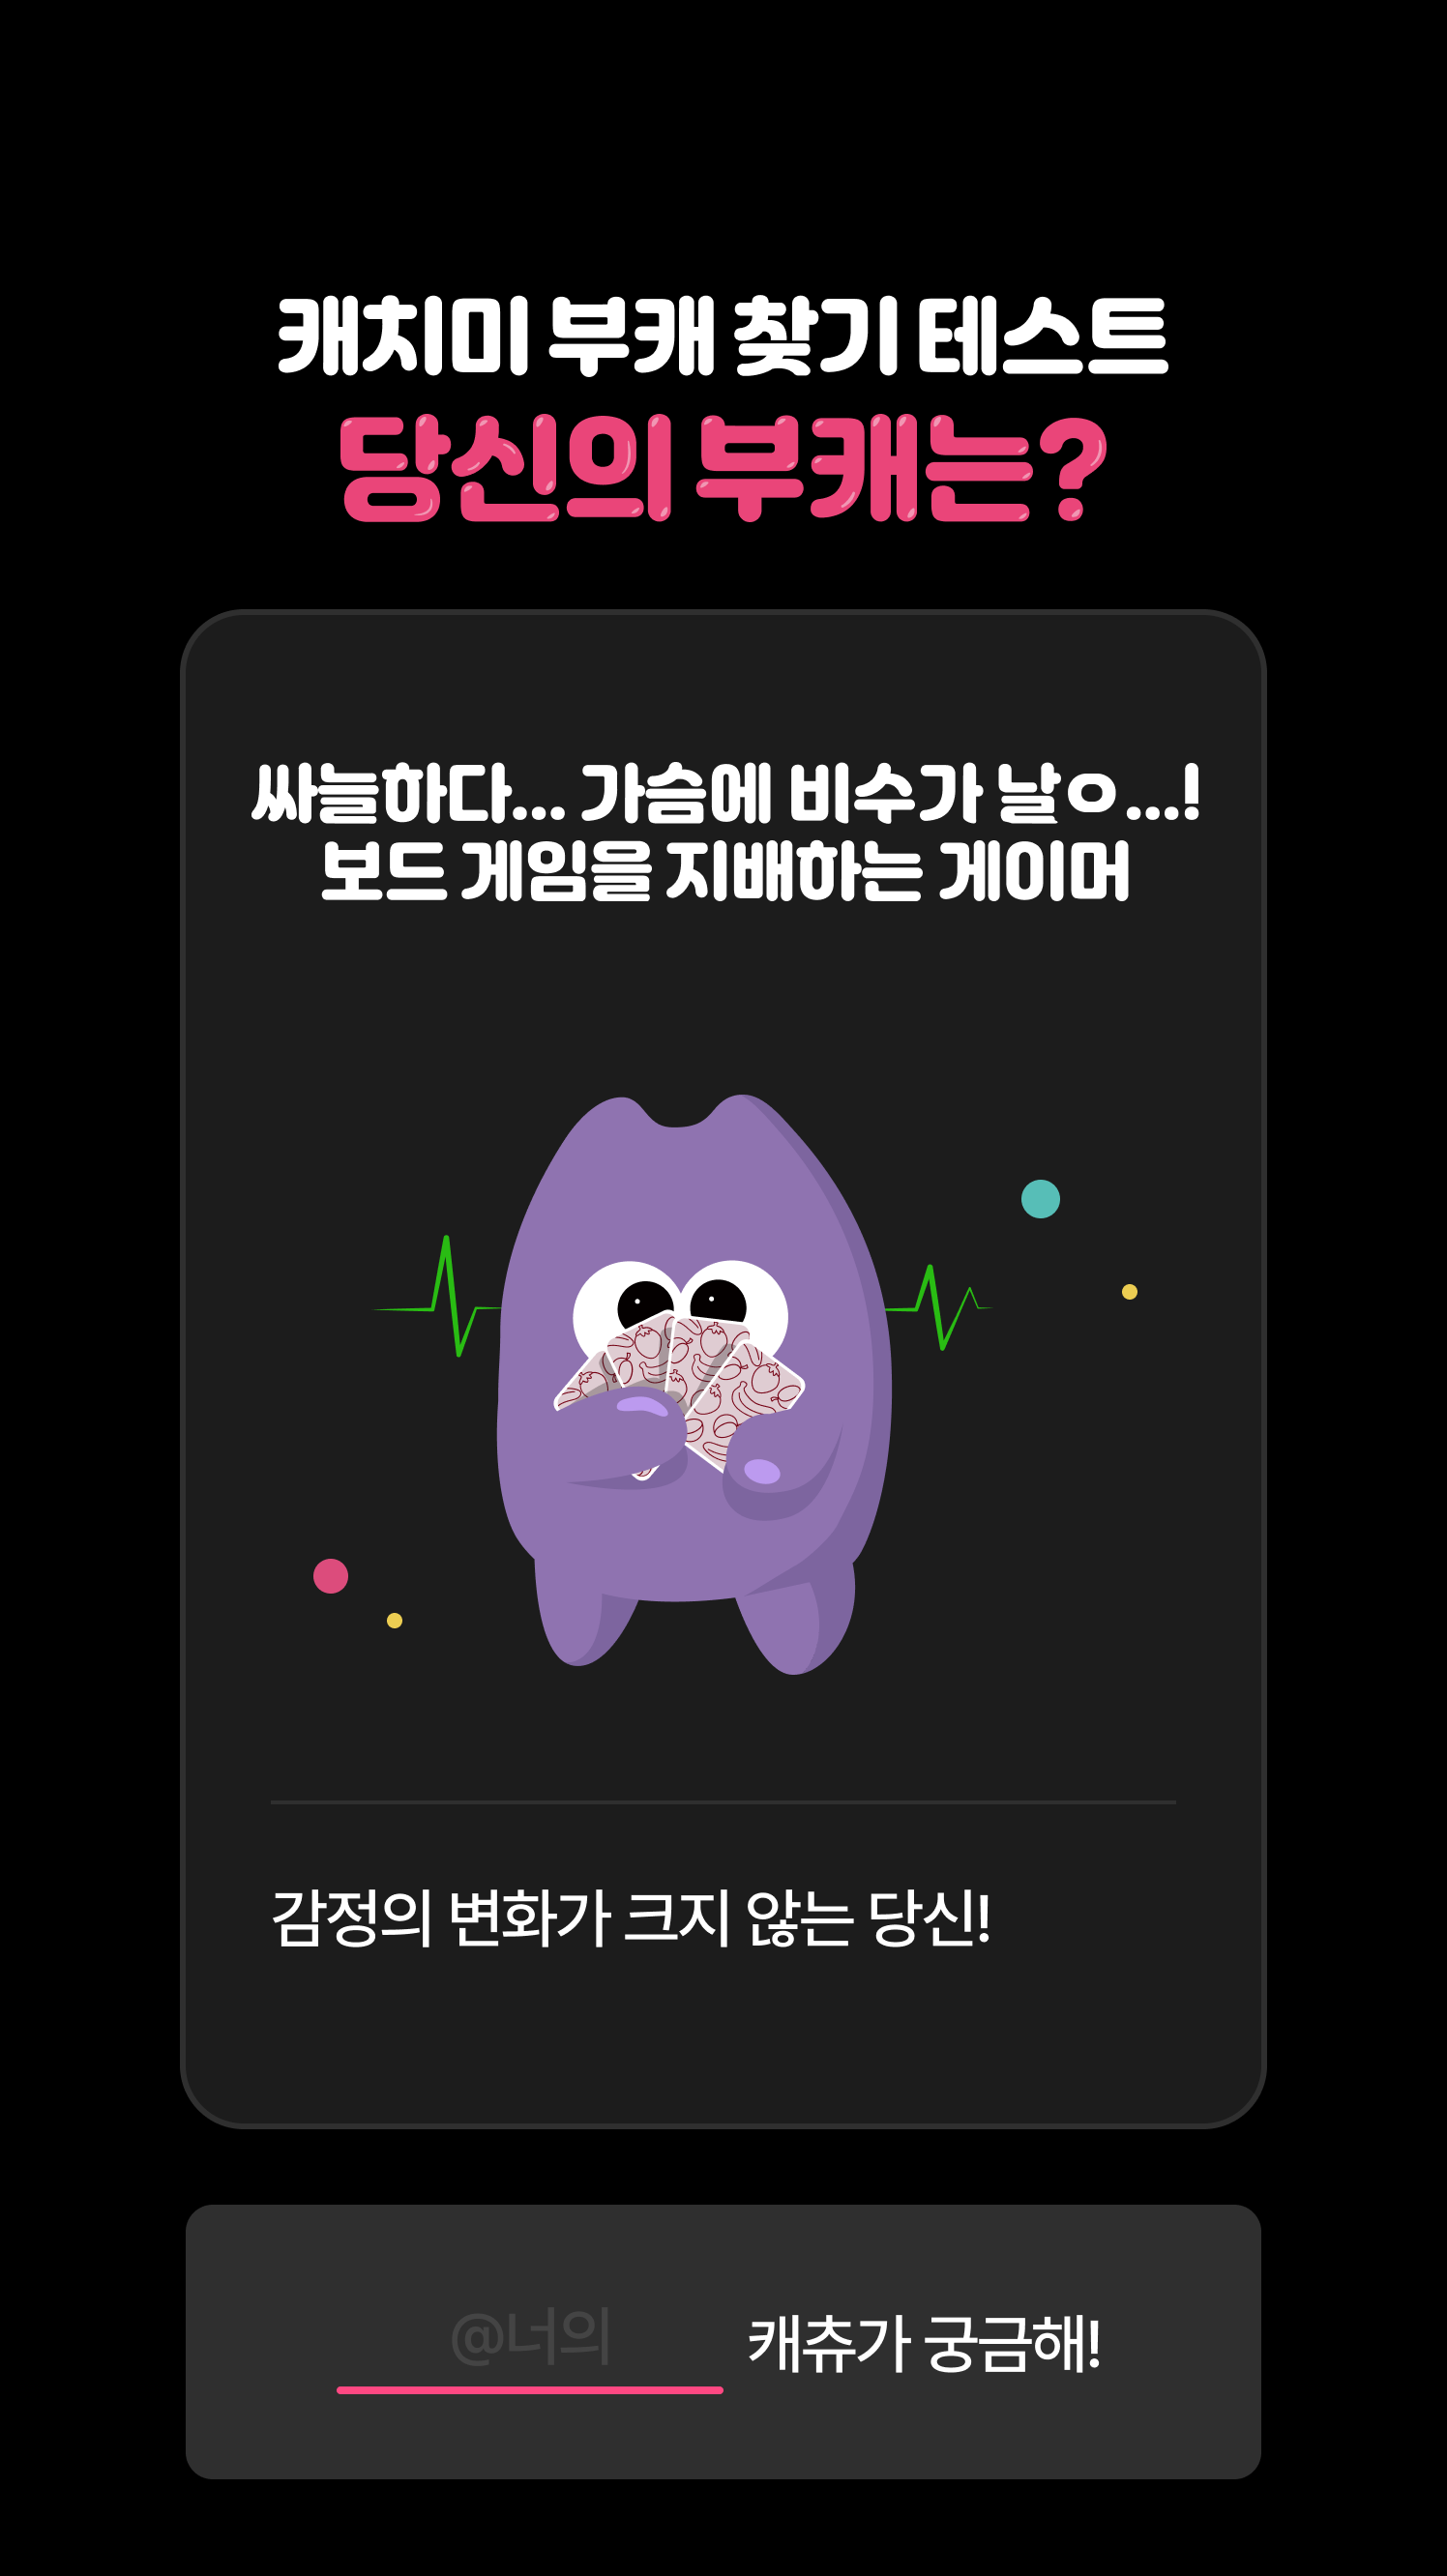 캐치미 부캐 찾기 테스트
당신의 부캐는?
싸늘하다... 가슴에 비수가 날ㅇ...!
보드 게임을 지배하는 게이머
감정의 변화가 크지 않는 당신!
@너의 캐츄가 궁금해!